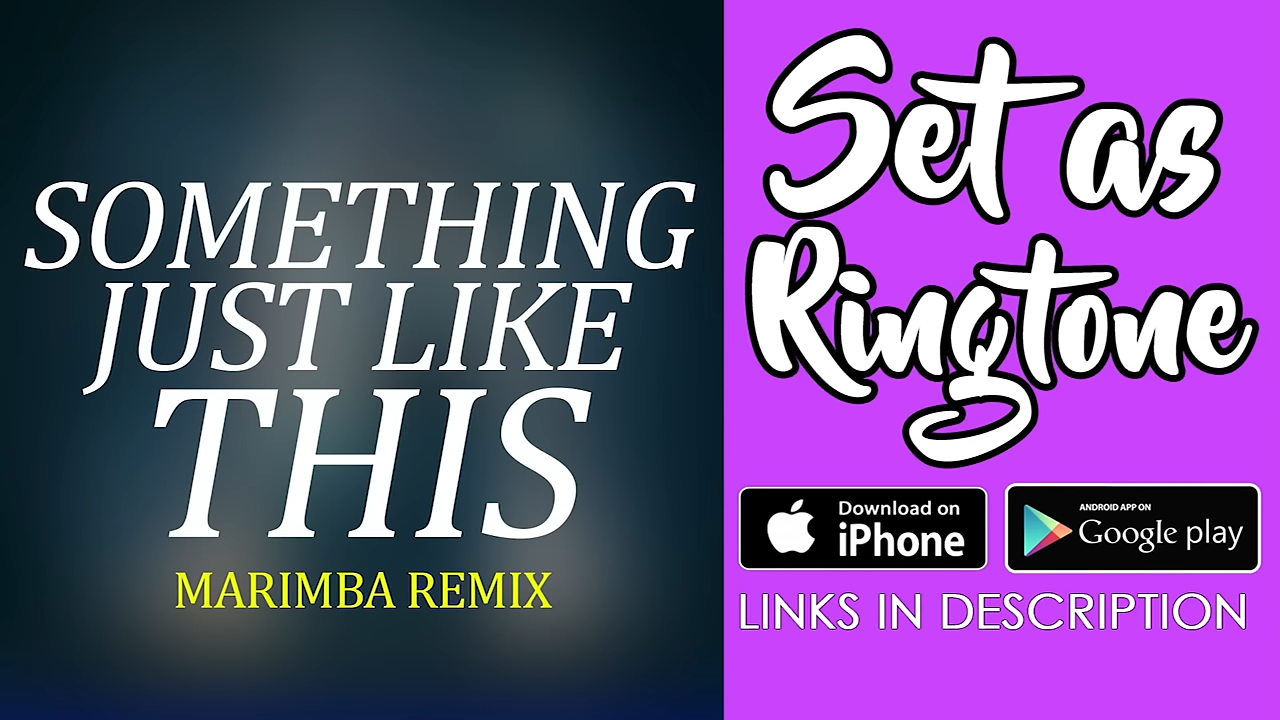 SOMETHING
JUST LIKE
THIS
MARIMBA REMIX
Set as
Ringtone
Download on
iPhone
ANDROID APP ON
Google play
LINKS IN DESCRIPTION